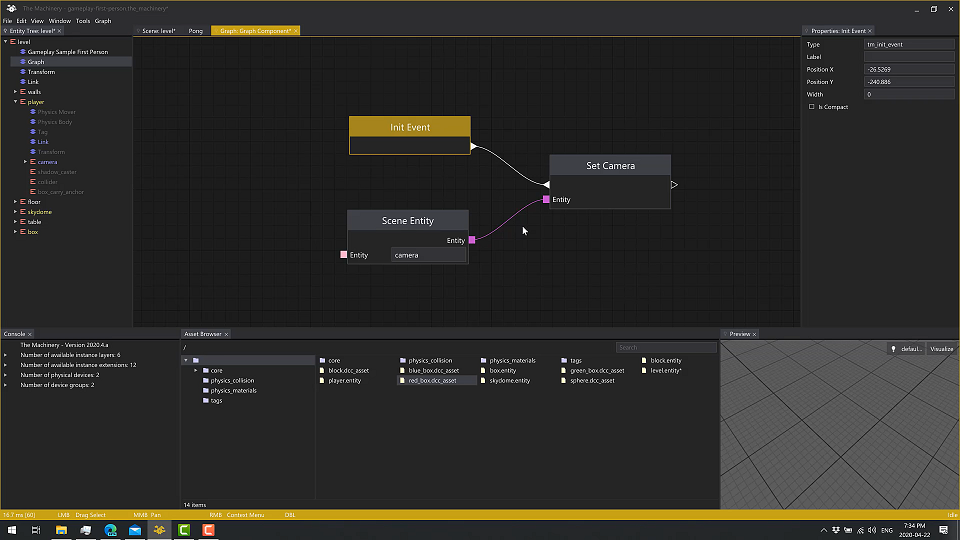 The Machinery - gameplay-first-person.the_machinery*
File Edit View Window Tools Graph
Entity Tree: level* ×
Scene: level* Pong Graph: Graph Component* ×
Properties: Init Event ×
level
Gameplay Sample First Person
Graph
Transform
Link
walls
player
Physics Mover
Physics Body
Tag
Link
Transform
camera
shadow_caster
collider
box_carry_anchor
floor
skydome
table
box
Init Event
Set Camera
Entity
Scene Entity
Entity
Entity camera
Type tm_init_event
Label
Position X -26.5269
Position Y -240.886
Width 0
Is Compact
Console ×
The Machinery - Version 2020.4.a
Number of available instance layers: 6
Number of available instance extensions: 12
Number of physical devices: 2
Number of device groups: 2
Asset Browser ×
/
Search
core
physics_collision
physics_materials
tags
core physics_collision physics_materials tags block.entity
block.dcc_asset blue_box.dcc_asset box.entity green_box.dcc_asset level.entity*
player.entity red_box.dcc_asset skydome.entity sphere.dcc_asset
14 items
Preview ×
defaul... Visualize
16.7 ms (60) LMB Drag Select MMB Pan RMB Context Menu DBL Idle
ENG
7:34 PM
2020-04-22